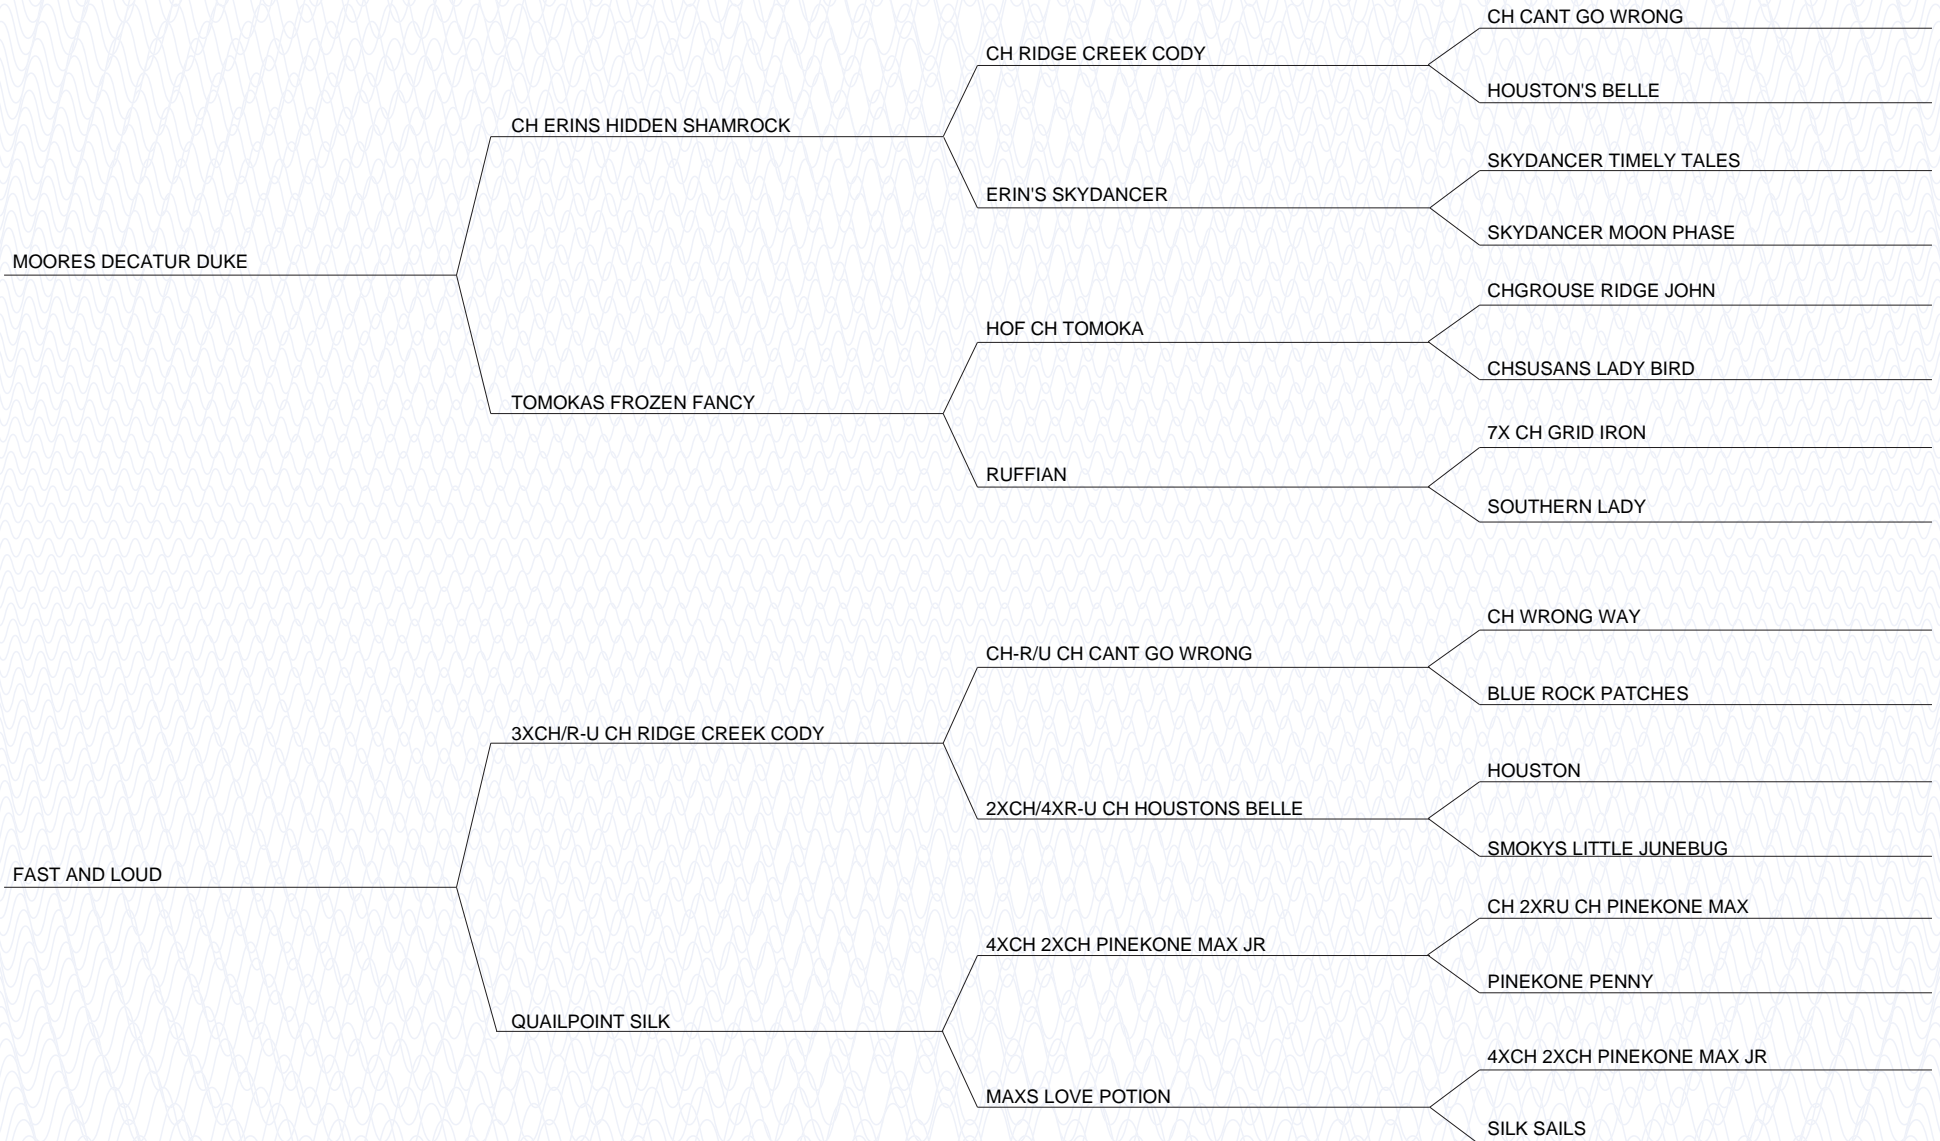 CH CANT GO WRONG
CH RIDGE CREEK CODY
HOUSTON'S BELLE
CH ERINS HIDDEN SHAMROCK
SKYDANCER TIMELY TALES
ERIN'S SKYDANCER
SKYDANCER MOON PHASE
MOORES DECATUR DUKE
CHGROUSE RIDGE JOHN
HOF CH TOMOKA
CHSUSANS LADY BIRD
TOMOKAS FROZEN FANCY
7X CH GRID IRON
RUFFIAN
SOUTHERN LADY
CH WRONG WAY
CH-R/U CH CANT GO WRONG
BLUE ROCK PATCHES
3XCH/R-U CH RIDGE CREEK CODY
HOUSTON
2XCH/4XR-U CH HOUSTONS BELLE
SMOKYS LITTLE JUNEBUG
FAST AND LOUD
CH 2XRU CH PINEKONE MAX
4XCH 2XCH PINEKONE MAX JR
PINEKONE PENNY
QUAILPOINT SILK
4XCH 2XCH PINEKONE MAX JR
MAXS LOVE POTION
SILK SAILS